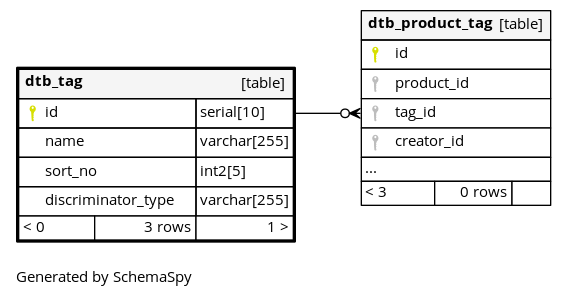 dtb_tag [table]
id serial[10]
name varchar[255]
sort_no int2[5]
discriminator_type varchar[255]
< 0 3 rows 1 >
dtb_product_tag [table]
id
product_id
tag_id
creator_id
...
< 3 0 rows
Generated by SchemaSpy